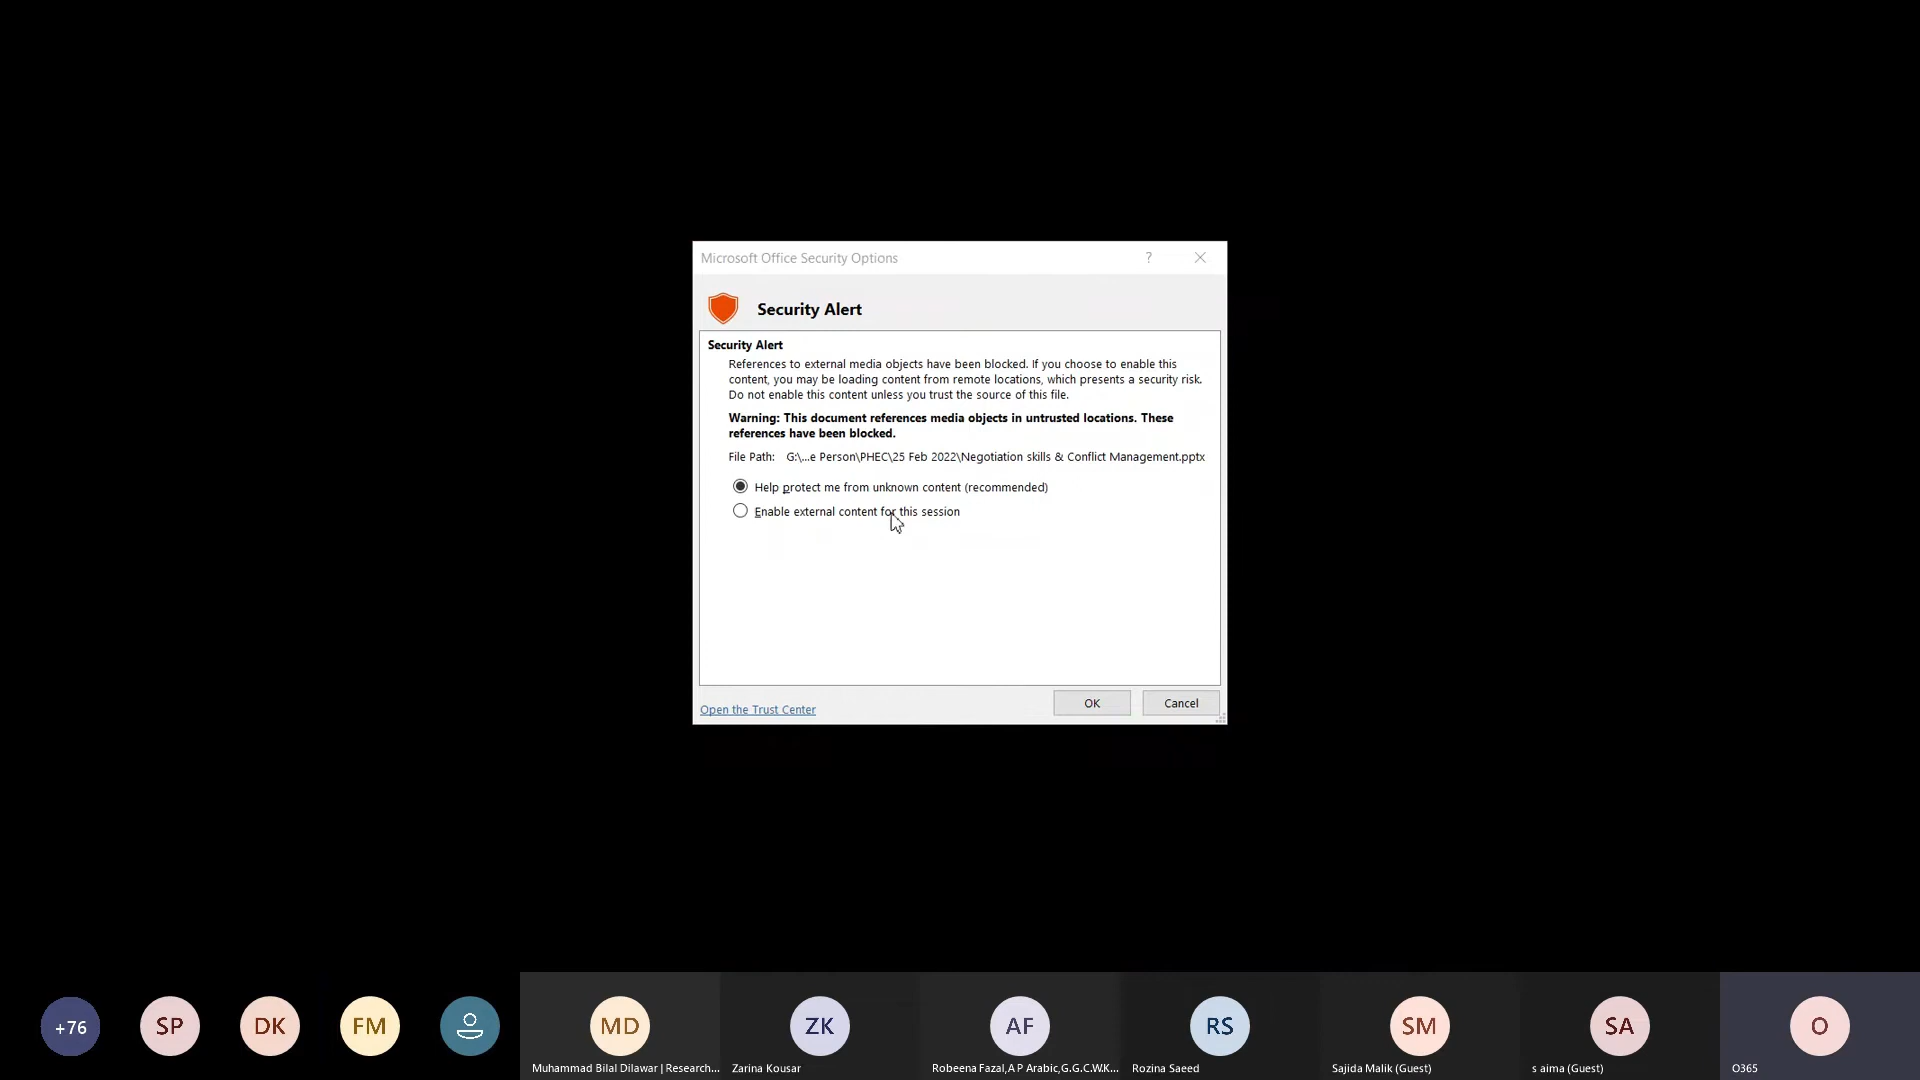 Microsoft Office Security Options
?
Security Alert
Security Alert
References to external media objects have been blocked. If you choose to enable this
content, you may be loading content from remote locations, which presents a security risk.
Do not enable this content unless you trust the source of this file.
Warning: This document references media objects in untrusted locations. These
references have been blocked.
File Path: G:\...e Person\PHEC\25 Feb 2022\Negotiation skills & Conflict Management.pptx
Help protect me from unknown content (recommended)
Enable external content for this session
Open the Trust Center
OK
Cancel
+76
SP
DK
FM
MD
ZK
AF
RS
SM
SA
O
Muhammad Bilal Dilawar | Research...
Zarina Kousar
Robeena Fazal,A P Arabic,G.G.C.W.K...
Rozina Saeed
Sajida Malik (Guest)
s aima (Guest)
O365